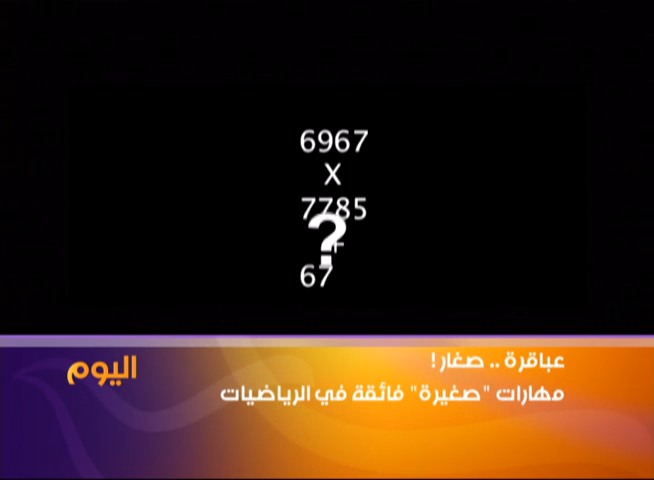 6967
X
7785
?
+
67
عباقرة .. صغار!
اليوم
مهارات "صغيرة" فائقة في الرياضيات